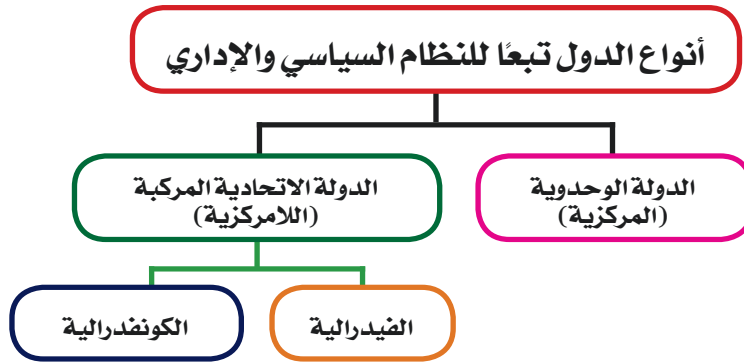 أنواع الدول تبعًا للنظام السياسي والإداري
الدولة الوحدوية
(المركزية)
الدولة الاتحادية المركبة
(اللامركزية)
الفيدرالية
الكونفدرالية